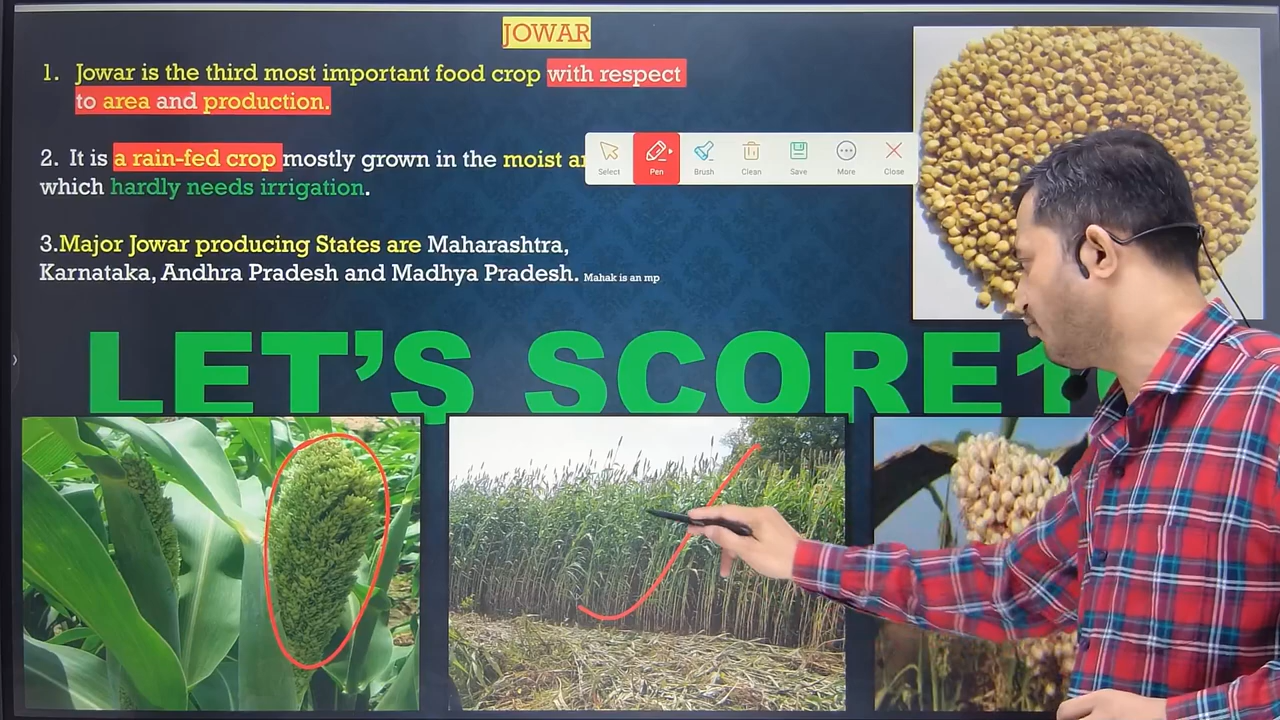 JOWAR
1. Jowar is the third most important food crop with respect
to area and production.
2. It is a rain-fed crop mostly grown in the moist
which hardly needs irrigation.
Select
Pen
Brush
Clean
Save
More
Close
3.Major Jowar producing States are Maharashtra,
Karnataka, Andhra Pradesh and Madhya Pradesh. Mahak is an mp
LET'S SCORE